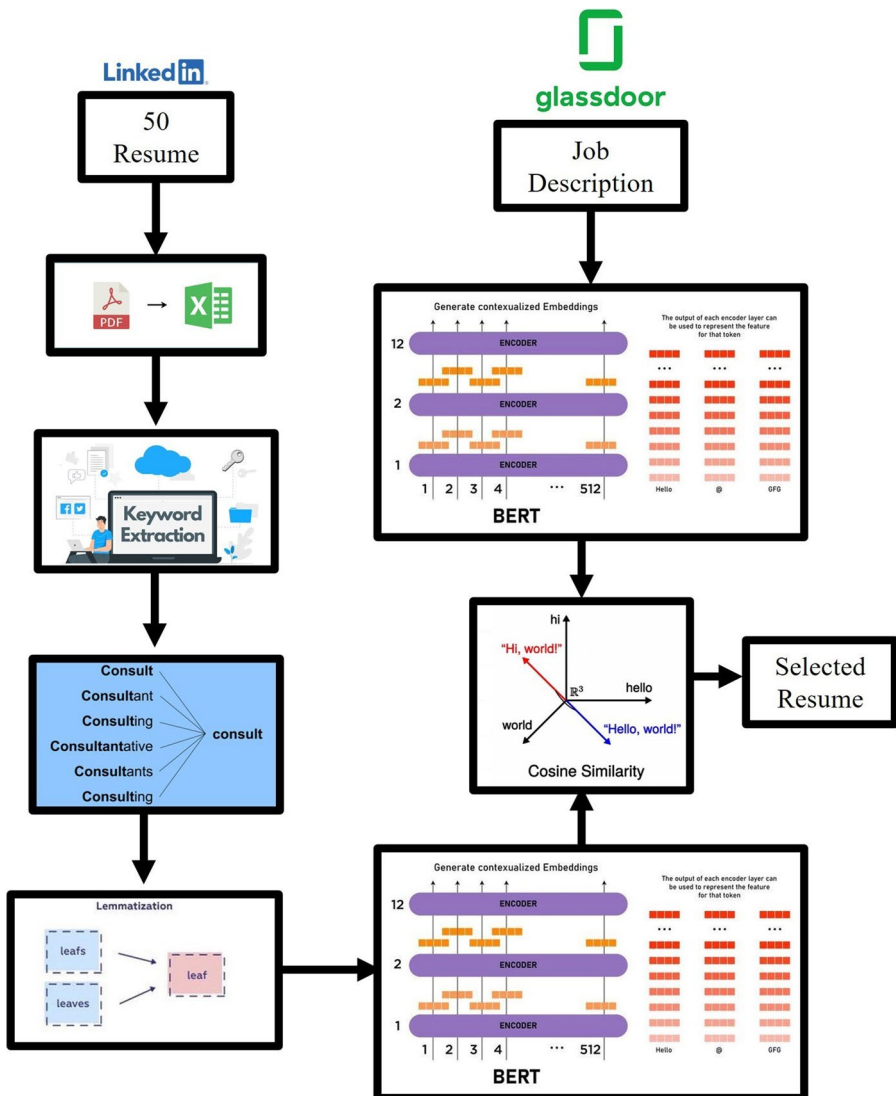 Linked in
50
Resume
PDF
X
Keyword
Extraction
Consult
Consultant
Consulting
Consultantative
Consultants
Consulting
consult
Lemmatization
leafs
leaves
leaf
glassdoor
Job
Description
Generate contexualized Embeddings
12 ENCODER
2 ENCODER
1 ENCODER
1 2 3 4 ... 512
BERT
The output of each encoder layer can
be used to represent the feature
for that token
...
Hello @ GFG
hi
"Hi, world!"
ℝ³
hello
world
"Hello, world!"
Cosine Similarity
Selected
Resume
Generate contexualized Embeddings
12 ENCODER
2 ENCODER
1 ENCODER
1 2 3 4 ... 512
BERT
The output of each encoder layer can
be used to represent the feature
for that token
...
Hello @ GFG